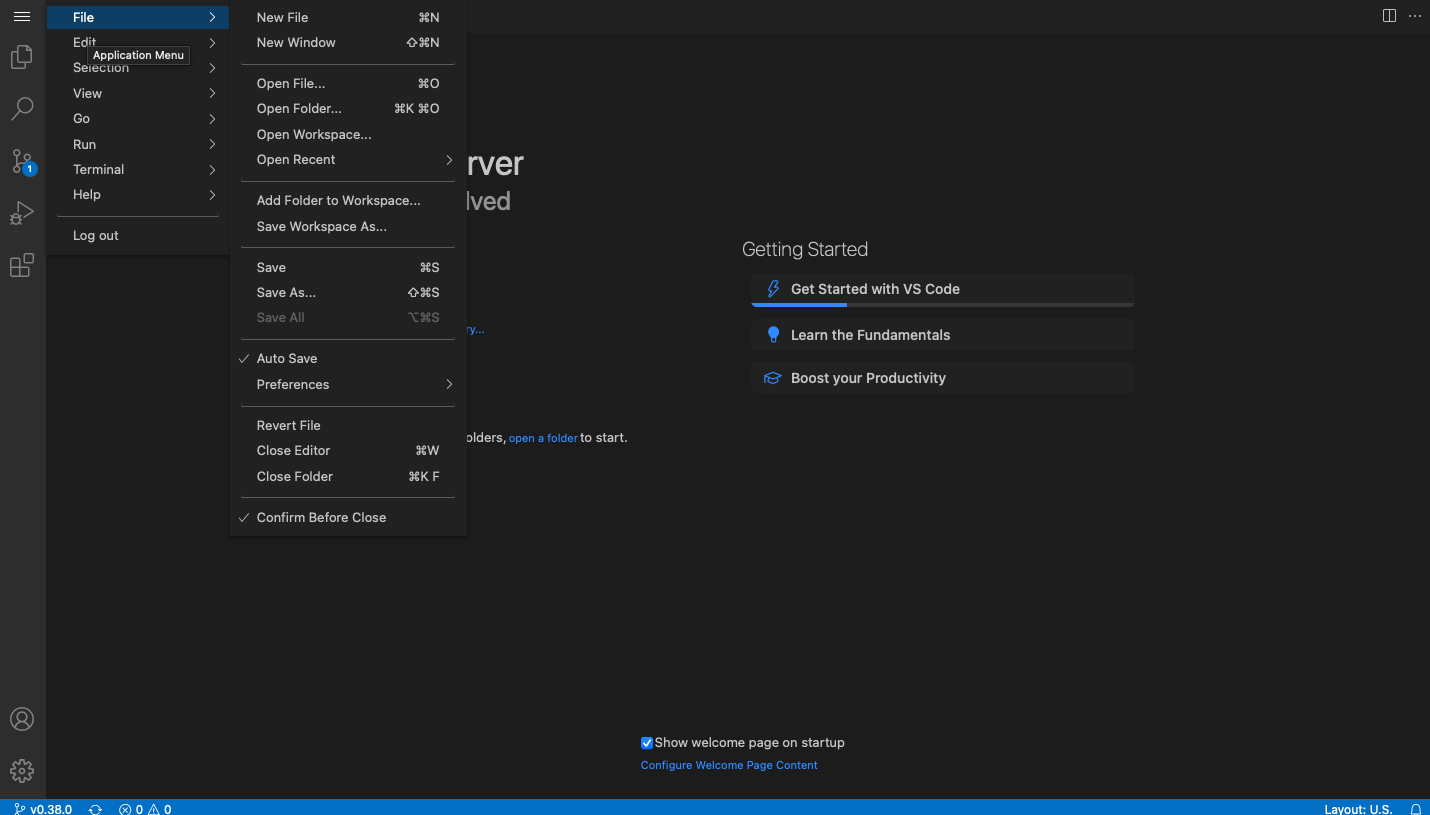 File
Edit
Application Menu
Selection
View
Go
Run
Terminal
Help
Log out
New File ⌘N
New Window ⇧⌘N
Open File... ⌘O
Open Folder... ⌘K ⌘O
Open Workspace...
Open Recent
Add Folder to Workspace...
Save Workspace As...
Save ⌘S
Save As... ⇧⌘S
Save All ⌥⌘S
Auto Save
Preferences
Revert File
Close Editor ⌘W
Close Folder ⌘K F
Confirm Before Close
1
rver
lved
ry...
olders, open a folder to start.
Getting Started
Get Started with VS Code
Learn the Fundamentals
Boost your Productivity
Show welcome page on startup
Configure Welcome Page Content
v0.38.0 0 0 Layout: U.S.